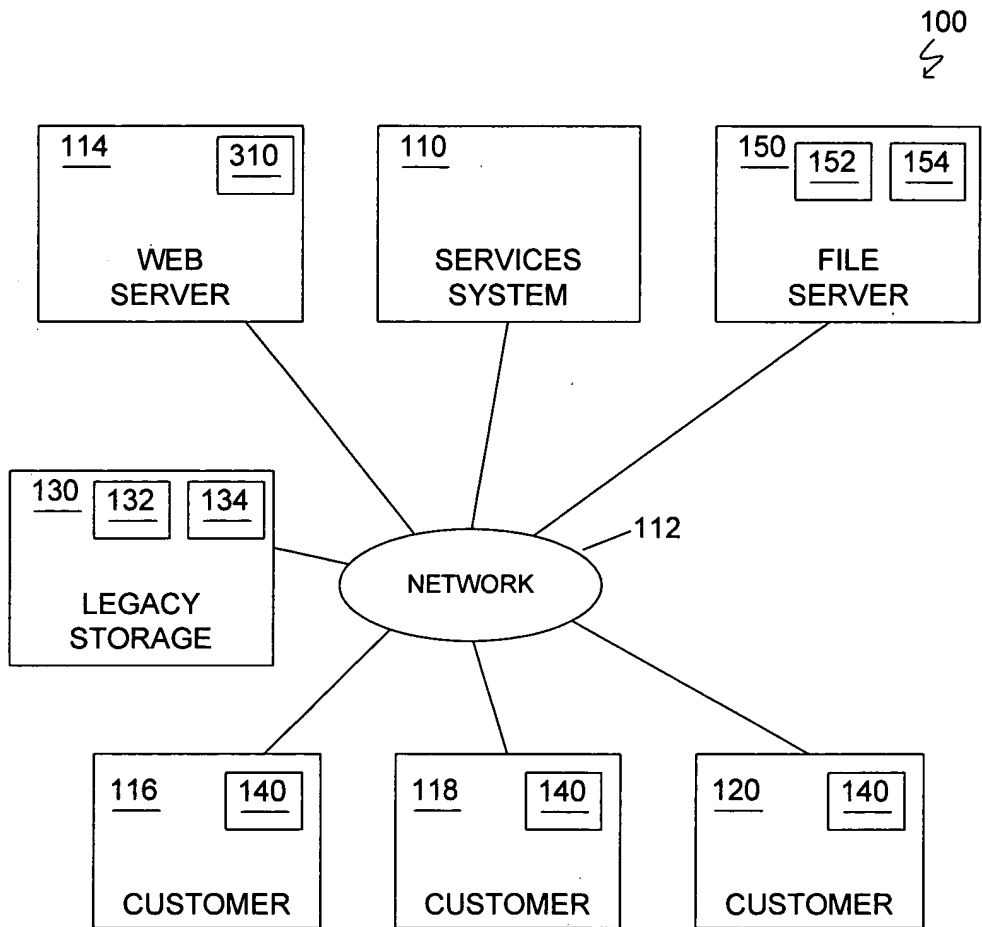 100
114
310
WEB
SERVER
110
SERVICES
SYSTEM
150
152
154
FILE
SERVER
130
132
134
LEGACY
STORAGE
112
NETWORK
116
140
CUSTOMER
118
140
CUSTOMER
120
140
CUSTOMER